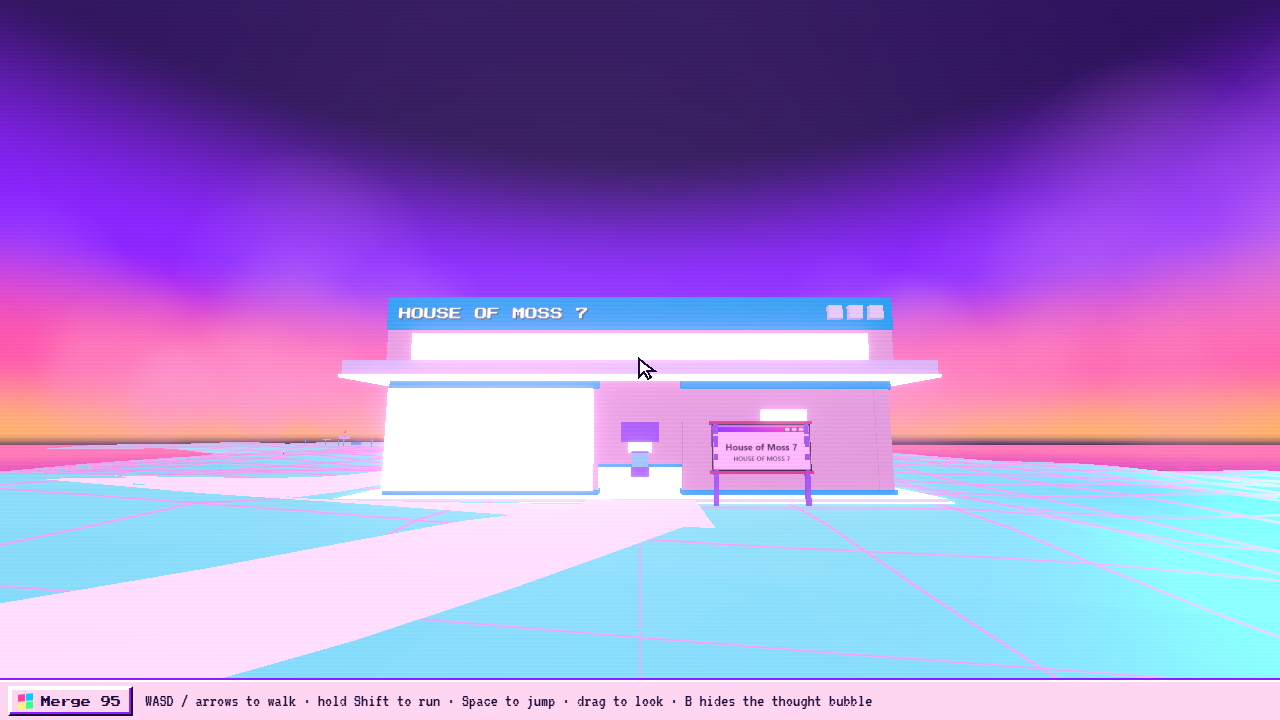 HOUSE OF MOSS 7
House of Moss 7
HOUSE OF MOSS 7
Merge 95
WASD / arrows to walk · hold Shift to run · Space to jump · drag to look · B hides the thought bubble